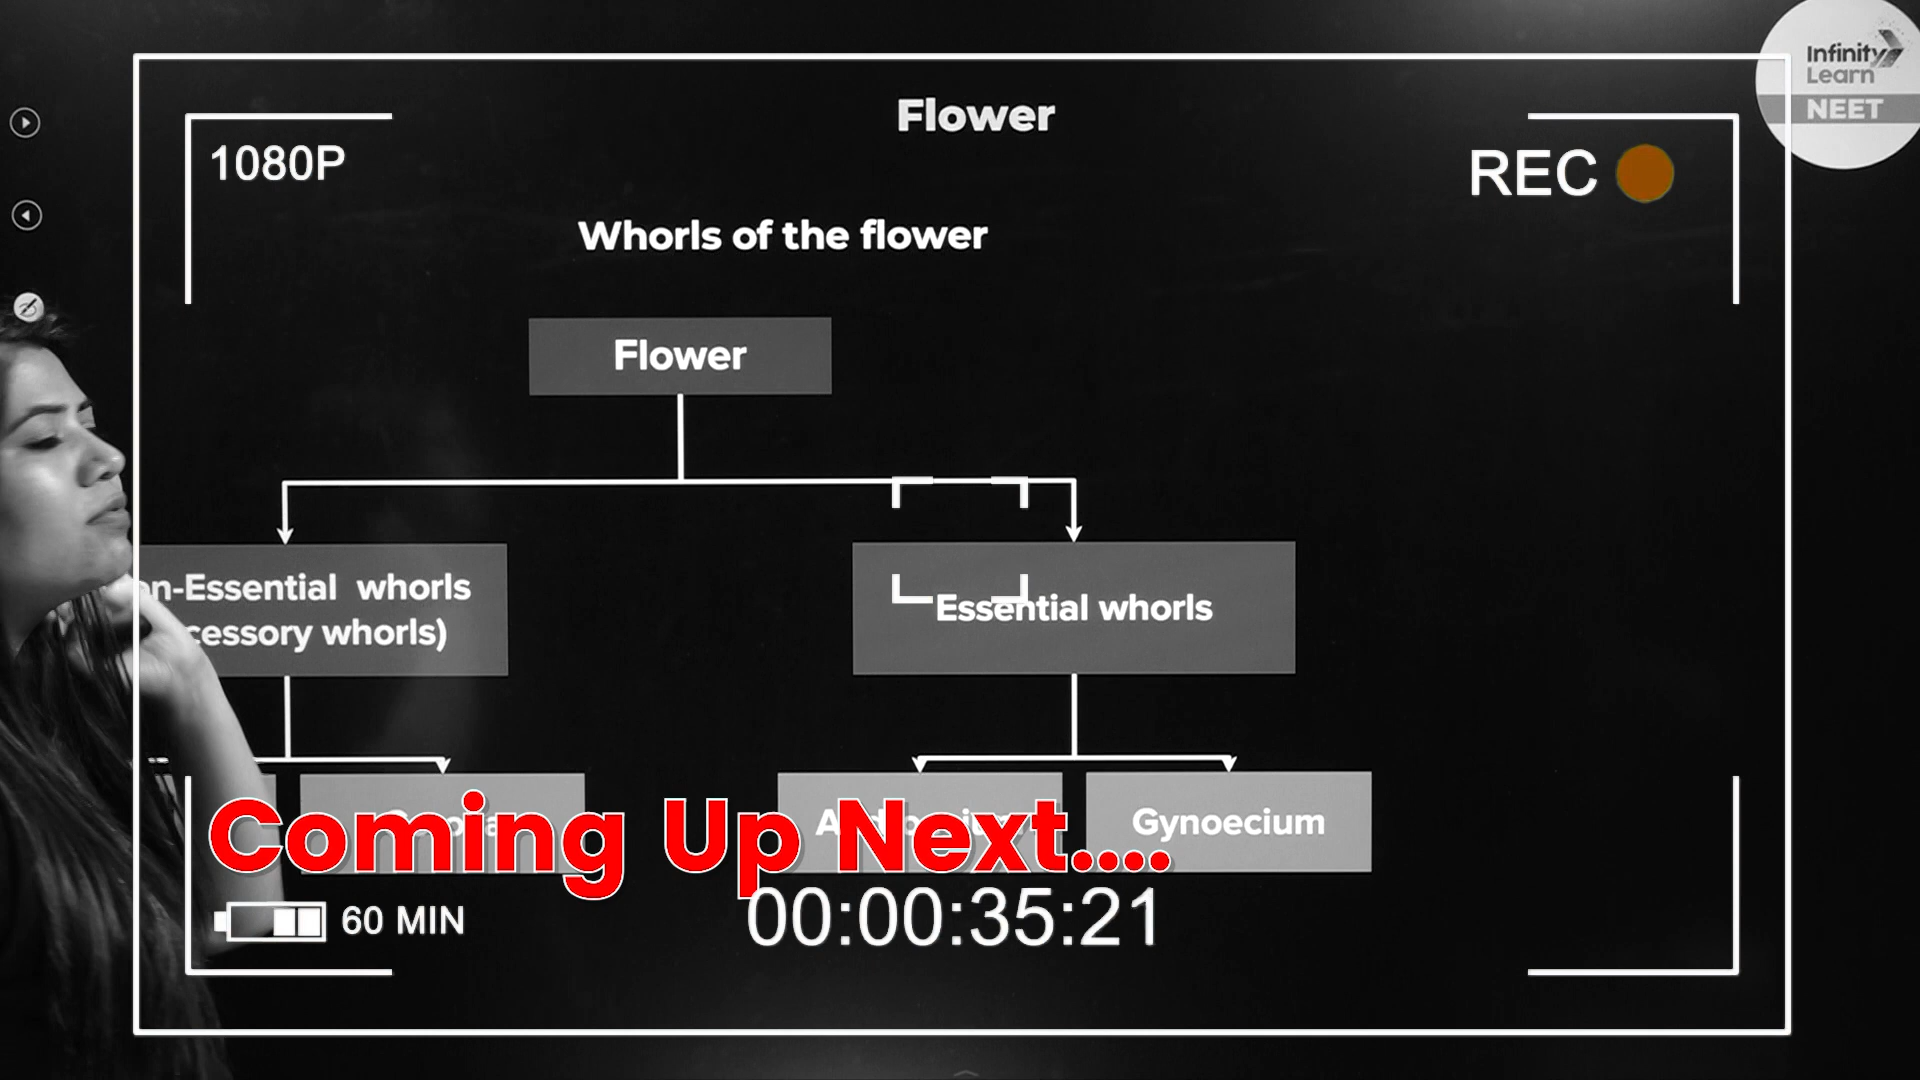 Infinity
Learn
NEET
Flower
1080P
REC
Whorls of the flower
Flower
n-Essential whorls
cessory whorls)
Essential whorls
Gynoecium
Coming Up Next....
60 MIN
00:00:35:21